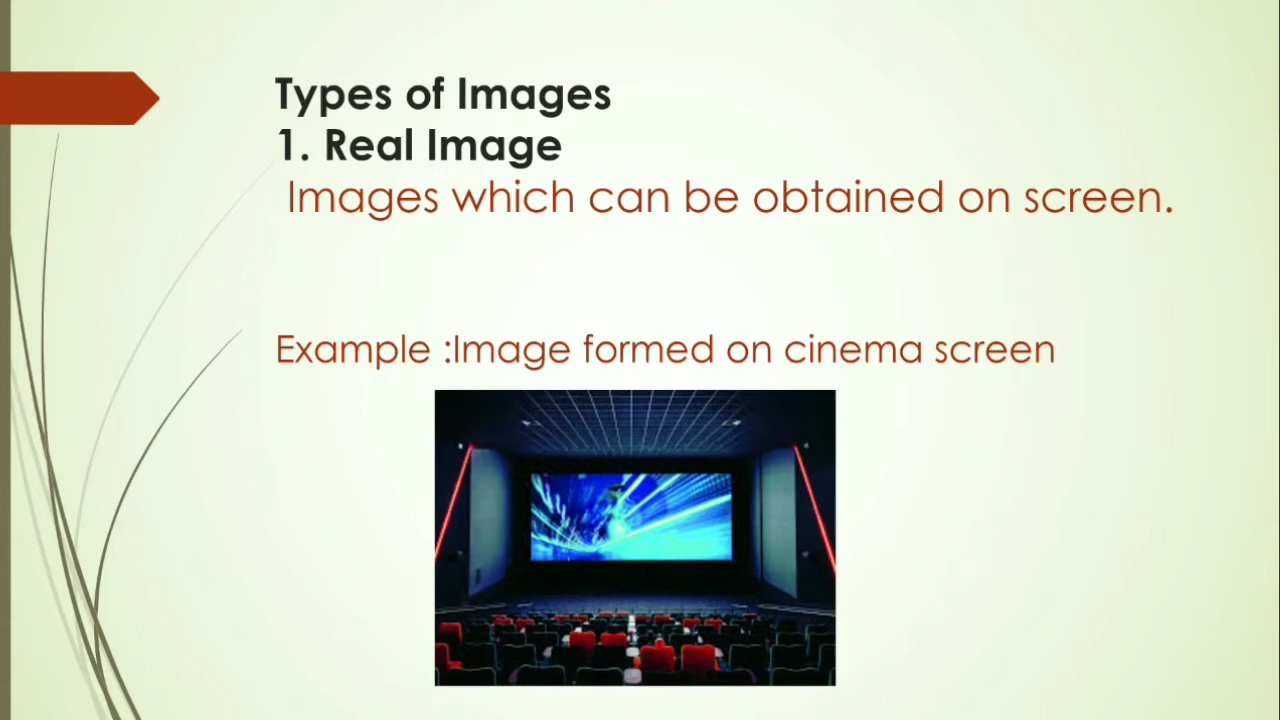 Types of Images
1. Real Image
Images which can be obtained on screen.
Example :Image formed on cinema screen